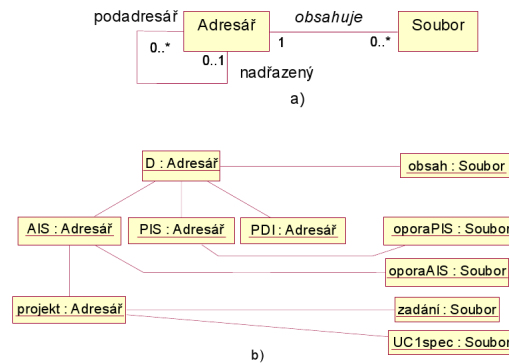 podadresář
Adresář
obsahuje
Soubor
0..*
0..1
1
0..*
nadřazený
a)
D : Adresář
obsah : Soubor
AIS : Adresář
PIS : Adresář
PDI : Adresář
oporaPIS : Soubor
oporaAIS : Soubor
projekt : Adresář
zadání : Soubor
UC1spec : Soubor
b)